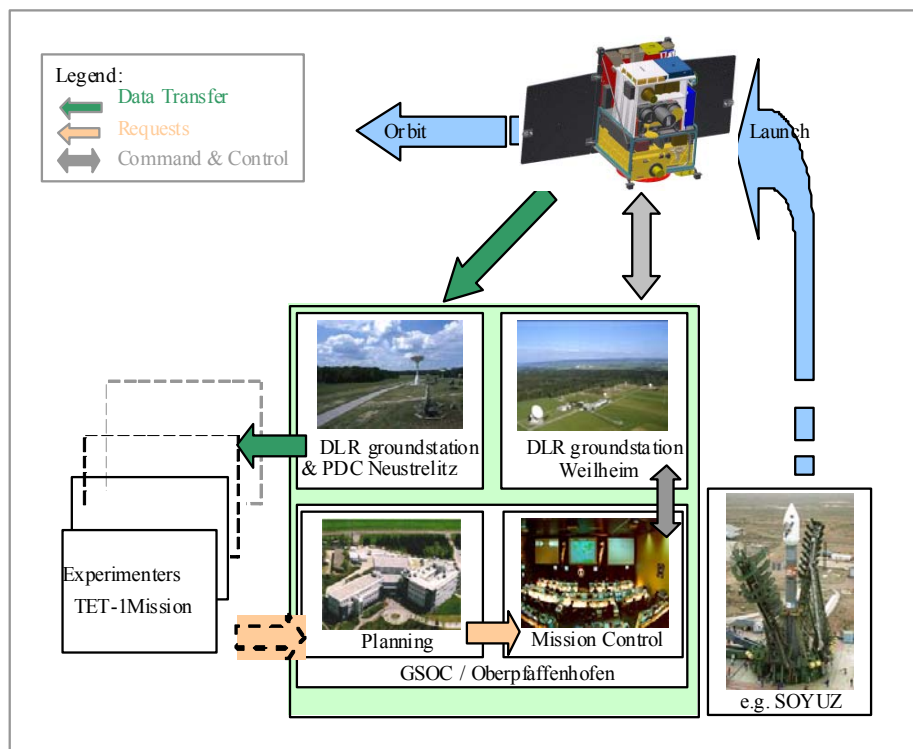 Legend:
Data Transfer
Requests
Command & Control
Orbit
Launch
DLR groundstation
& PDC Neustrelitz
DLR groundstation
Weilheim
Experimenters
TET-1Mission
Planning
Mission Control
GSOC / Oberpfaffenhofen
e.g. SOYUZ